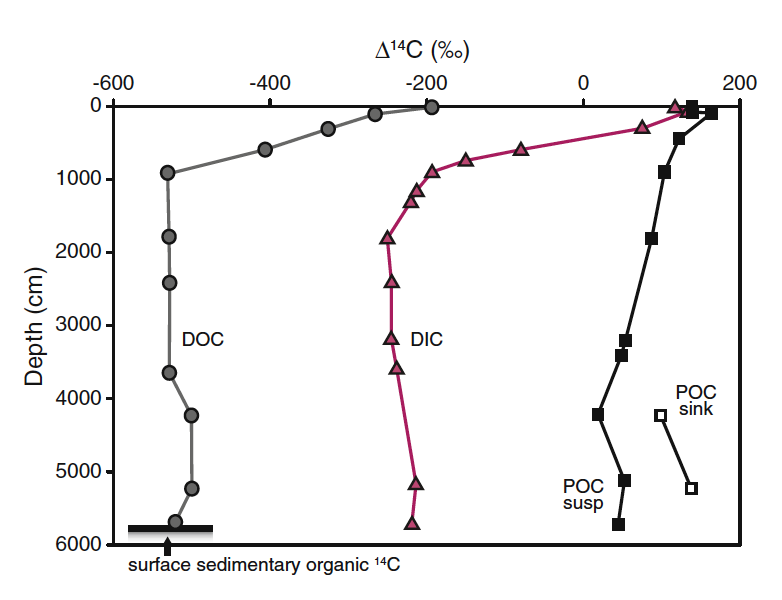 Δ¹⁴C (‰)
-600 -400 -200 0 200
0
1000
2000
3000
4000
5000
6000
Depth (cm)
DOC
DIC
POC
sink
POC
susp
surface sedimentary organic ¹⁴C